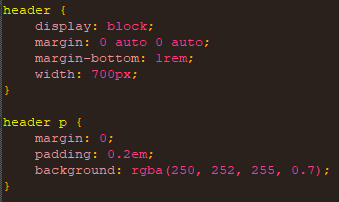 header {
    display: block;
    margin: 0 auto 0 auto;
    margin-bottom: 1rem;
    width: 700px;
}

header p {
    margin: 0;
    padding: 0.2em;
    background: rgba(250, 252, 255, 0.7);
}